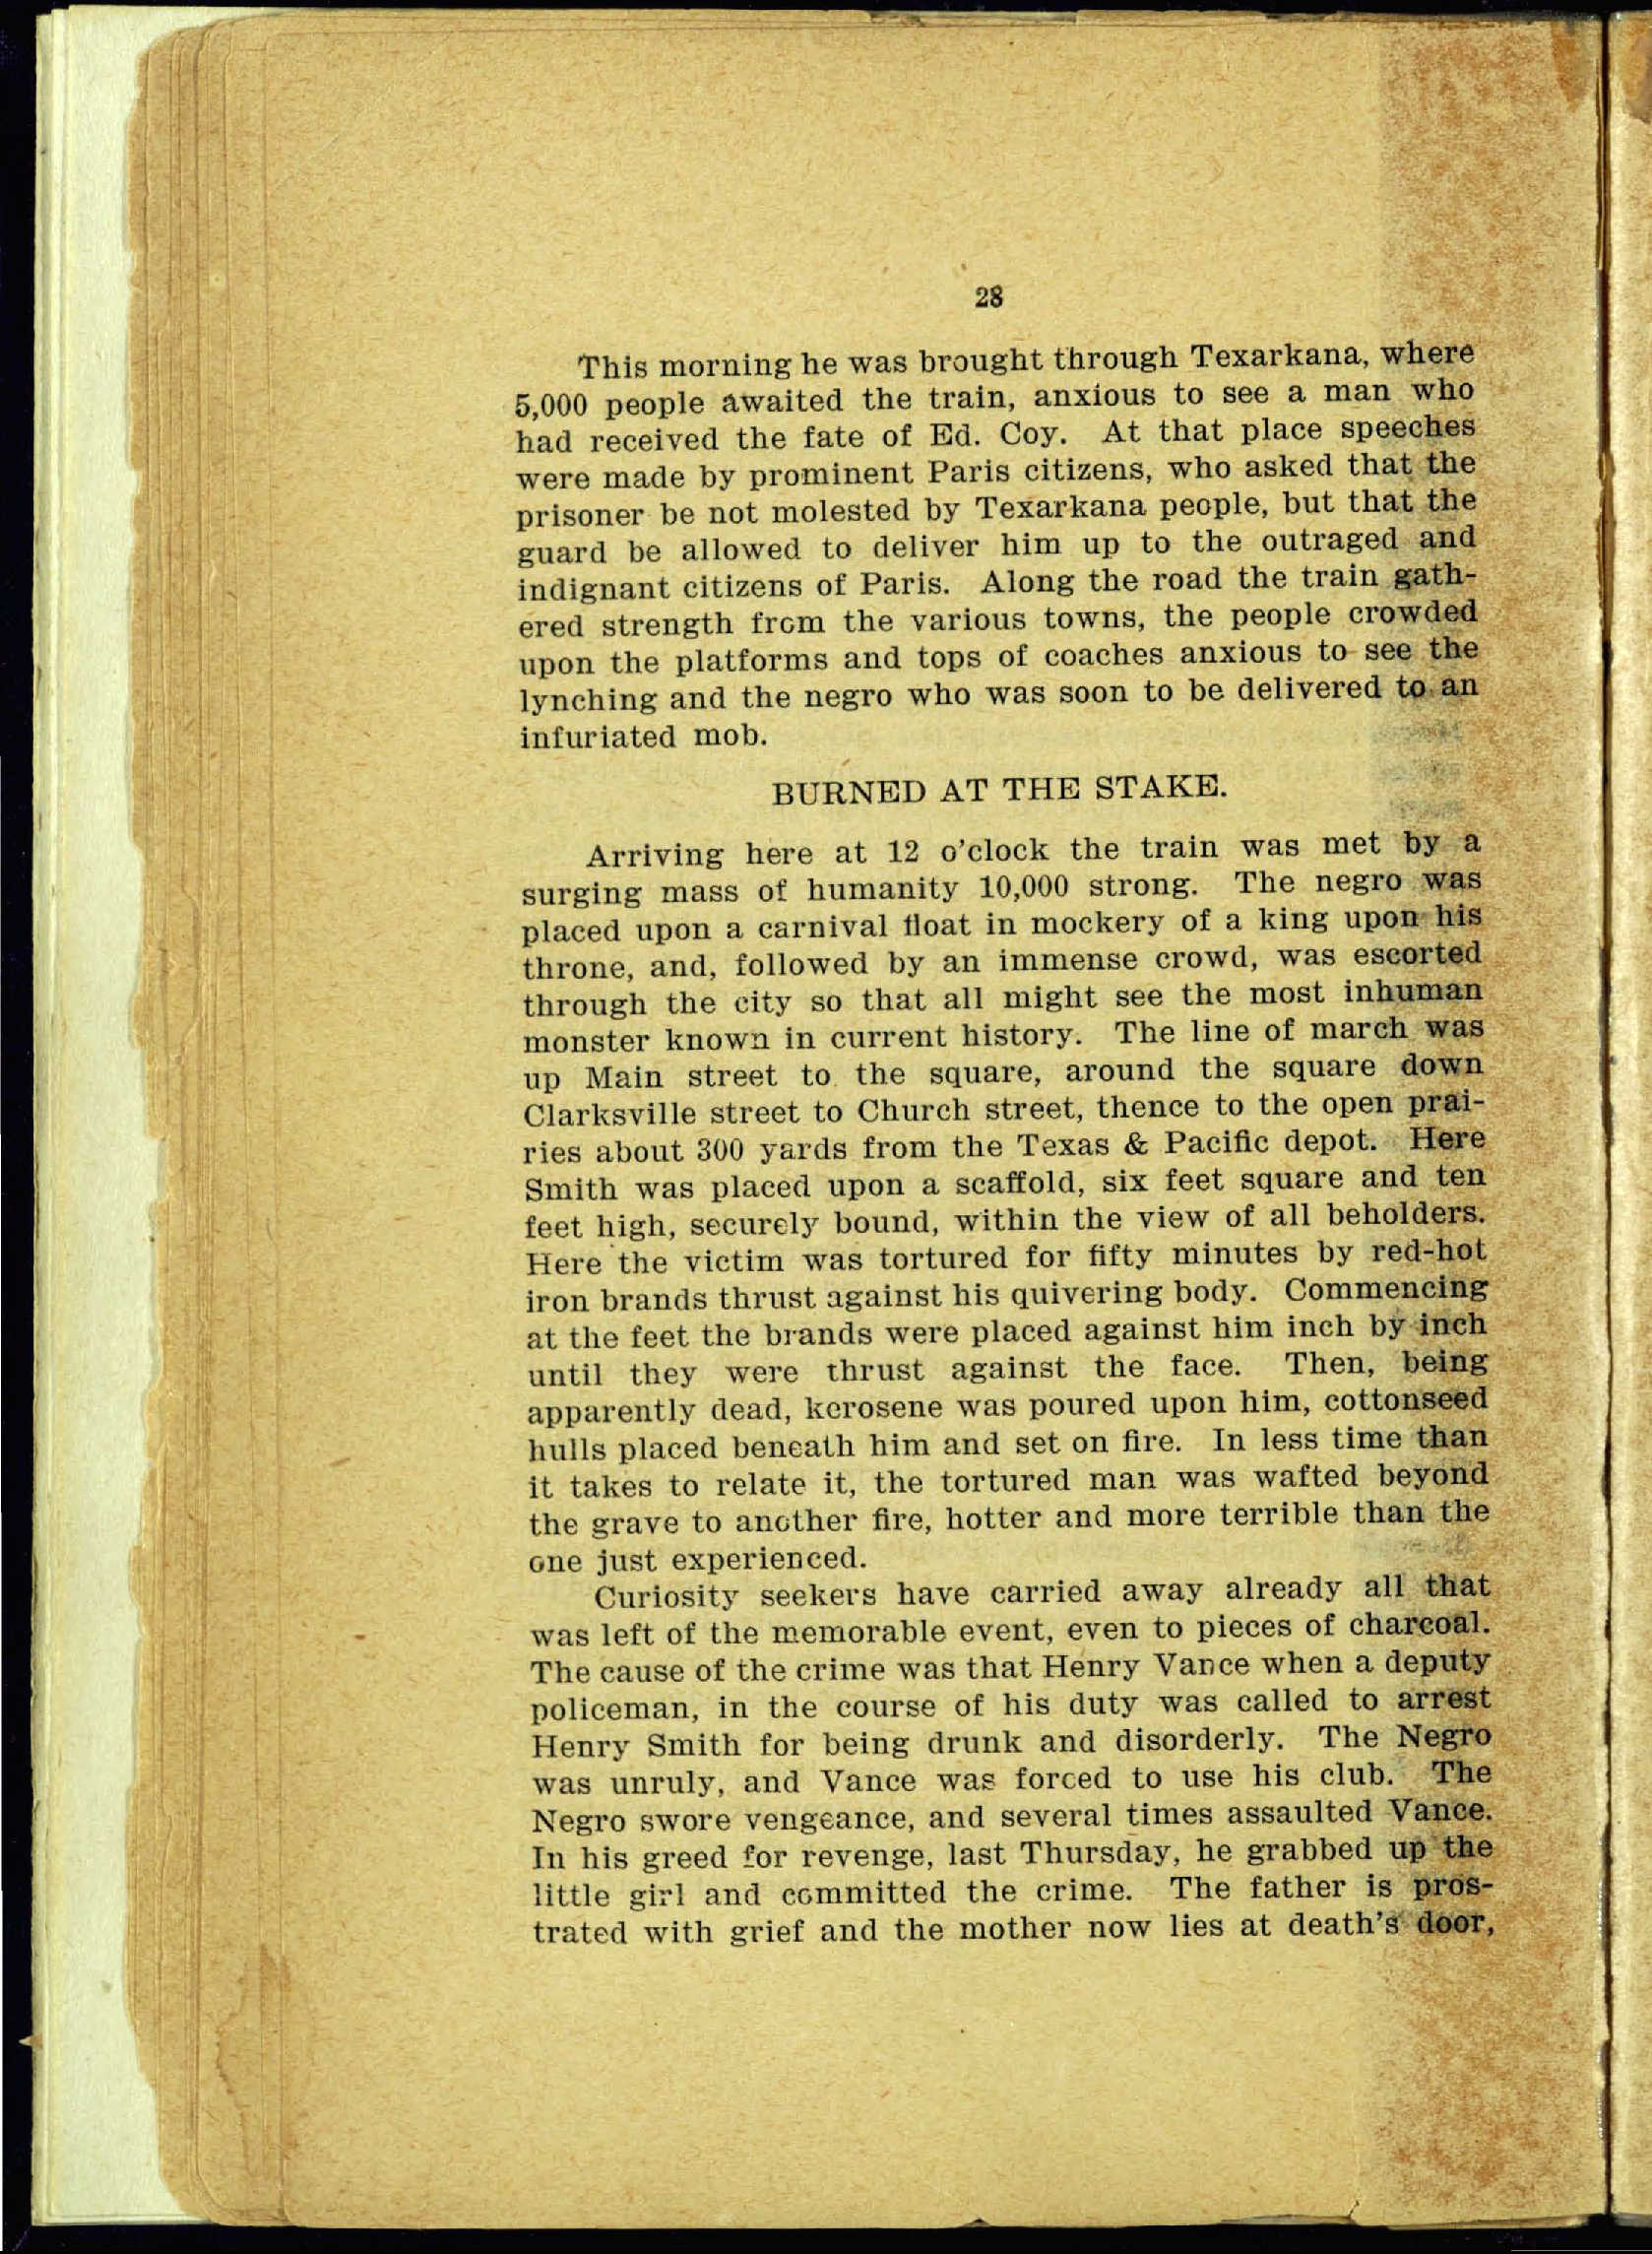 28
This morning he was brought through Texarkana, where
5,000 people awaited the train, anxious to see a man who
had received the fate of Ed. Coy. At that place speeches
were made by prominent Paris citizens, who asked that the
prisoner be not molested by Texarkana people, but that the
guard be allowed to deliver him up to the outraged and
indignant citizens of Paris. Along the road the train gath-
ered strength from the various towns, the people crowded
upon the platforms and tops of coaches anxious to see the
lynching and the negro who was soon to be delivered to an
infuriated mob.
BURNED AT THE STAKE.
Arriving here at 12 o'clock the train was met by a
surging mass of humanity 10,000 strong. The negro was
placed upon a carnival float in mockery of a king upon his
throne, and, followed by an immense crowd, was escorted
through the city so that all might see the most inhuman
monster known in current history. The line of march was
up Main street to the square, around the square down
Clarksville street to Church street, thence to the open prai-
ries about 300 yards from the Texas & Pacific depot. Here
Smith was placed upon a scaffold, six feet square and ten
feet high, securely bound, within the view of all beholders.
Here the victim was tortured for fifty minutes by red-hot
iron brands thrust against his quivering body. Commencing
at the feet the brands were placed against him inch by inch
until they were thrust against the face. Then, being
apparently dead, kerosene was poured upon him, cottonseed
hulls placed beneath him and set on fire. In less time than
it takes to relate it, the tortured man was wafted beyond
the grave to another fire, hotter and more terrible than the
one just experienced.
Curiosity seekers have carried away already all that
was left of the memorable event, even to pieces of charcoal.
The cause of the crime was that Henry Vance when a deputy
policeman, in the course of his duty was called to arrest
Henry Smith for being drunk and disorderly. The Negro
was unruly, and Vance was forced to use his club. The
Negro swore vengeance, and several times assaulted Vance.
In his greed for revenge, last Thursday, he grabbed up the
little girl and committed the crime. The father is pros-
trated with grief and the mother now lies at death's door,